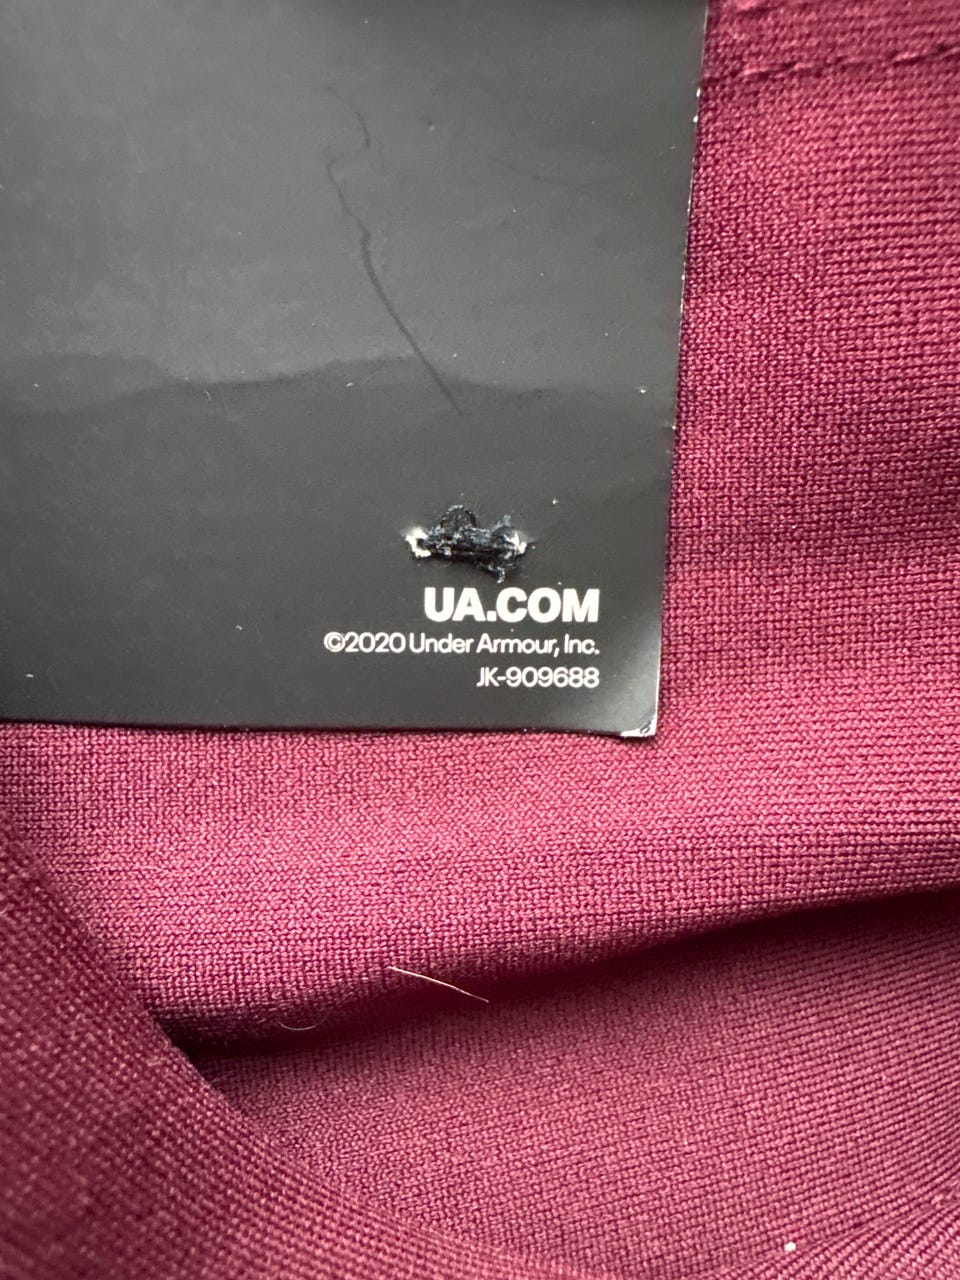 UA.COM
©2020 Under Armour, Inc.
JK-909688